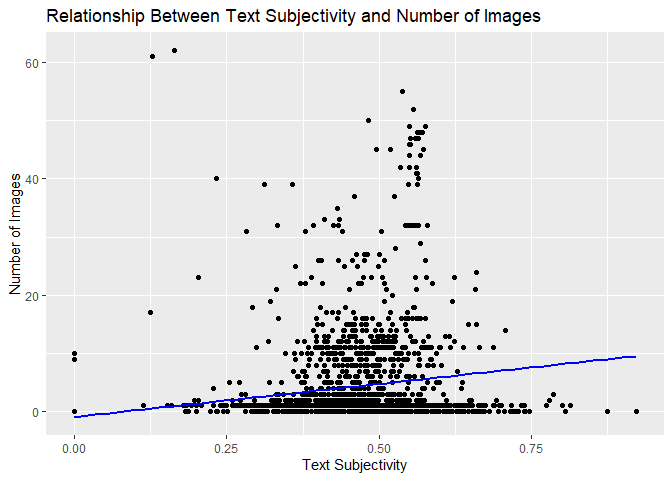 Relationship Between Text Subjectivity and Number of Images
60
40
20
0
Number of Images
0.00 0.25 0.50 0.75
Text Subjectivity